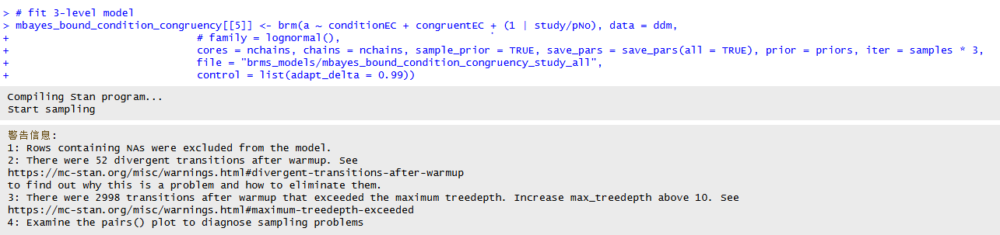 > # fit 3-level model
> mbayes_bound_condition_congruency[[5]] <- brm(a ~ conditionEC + congruentEC + (1 | study/pNo), data = ddm,
+                              # family = lognormal(),
+                              cores = nchains, chains = nchains, sample_prior = TRUE, save_pars = save_pars(all = TRUE), prior = priors, iter = samples * 3,
+                              file = "brms_models/mbayes_bound_condition_congruency_study_all",
+                              control = list(adapt_delta = 0.99))
Compiling Stan program...
Start sampling
警告信息:
1: Rows containing NAs were excluded from the model.
2: There were 52 divergent transitions after warmup. See
https://mc-stan.org/misc/warnings.html#divergent-transitions-after-warmup
to find out why this is a problem and how to eliminate them.
3: There were 2998 transitions after warmup that exceeded the maximum treedepth. Increase max_treedepth above 10. See
https://mc-stan.org/misc/warnings.html#maximum-treedepth-exceeded
4: Examine the pairs() plot to diagnose sampling problems